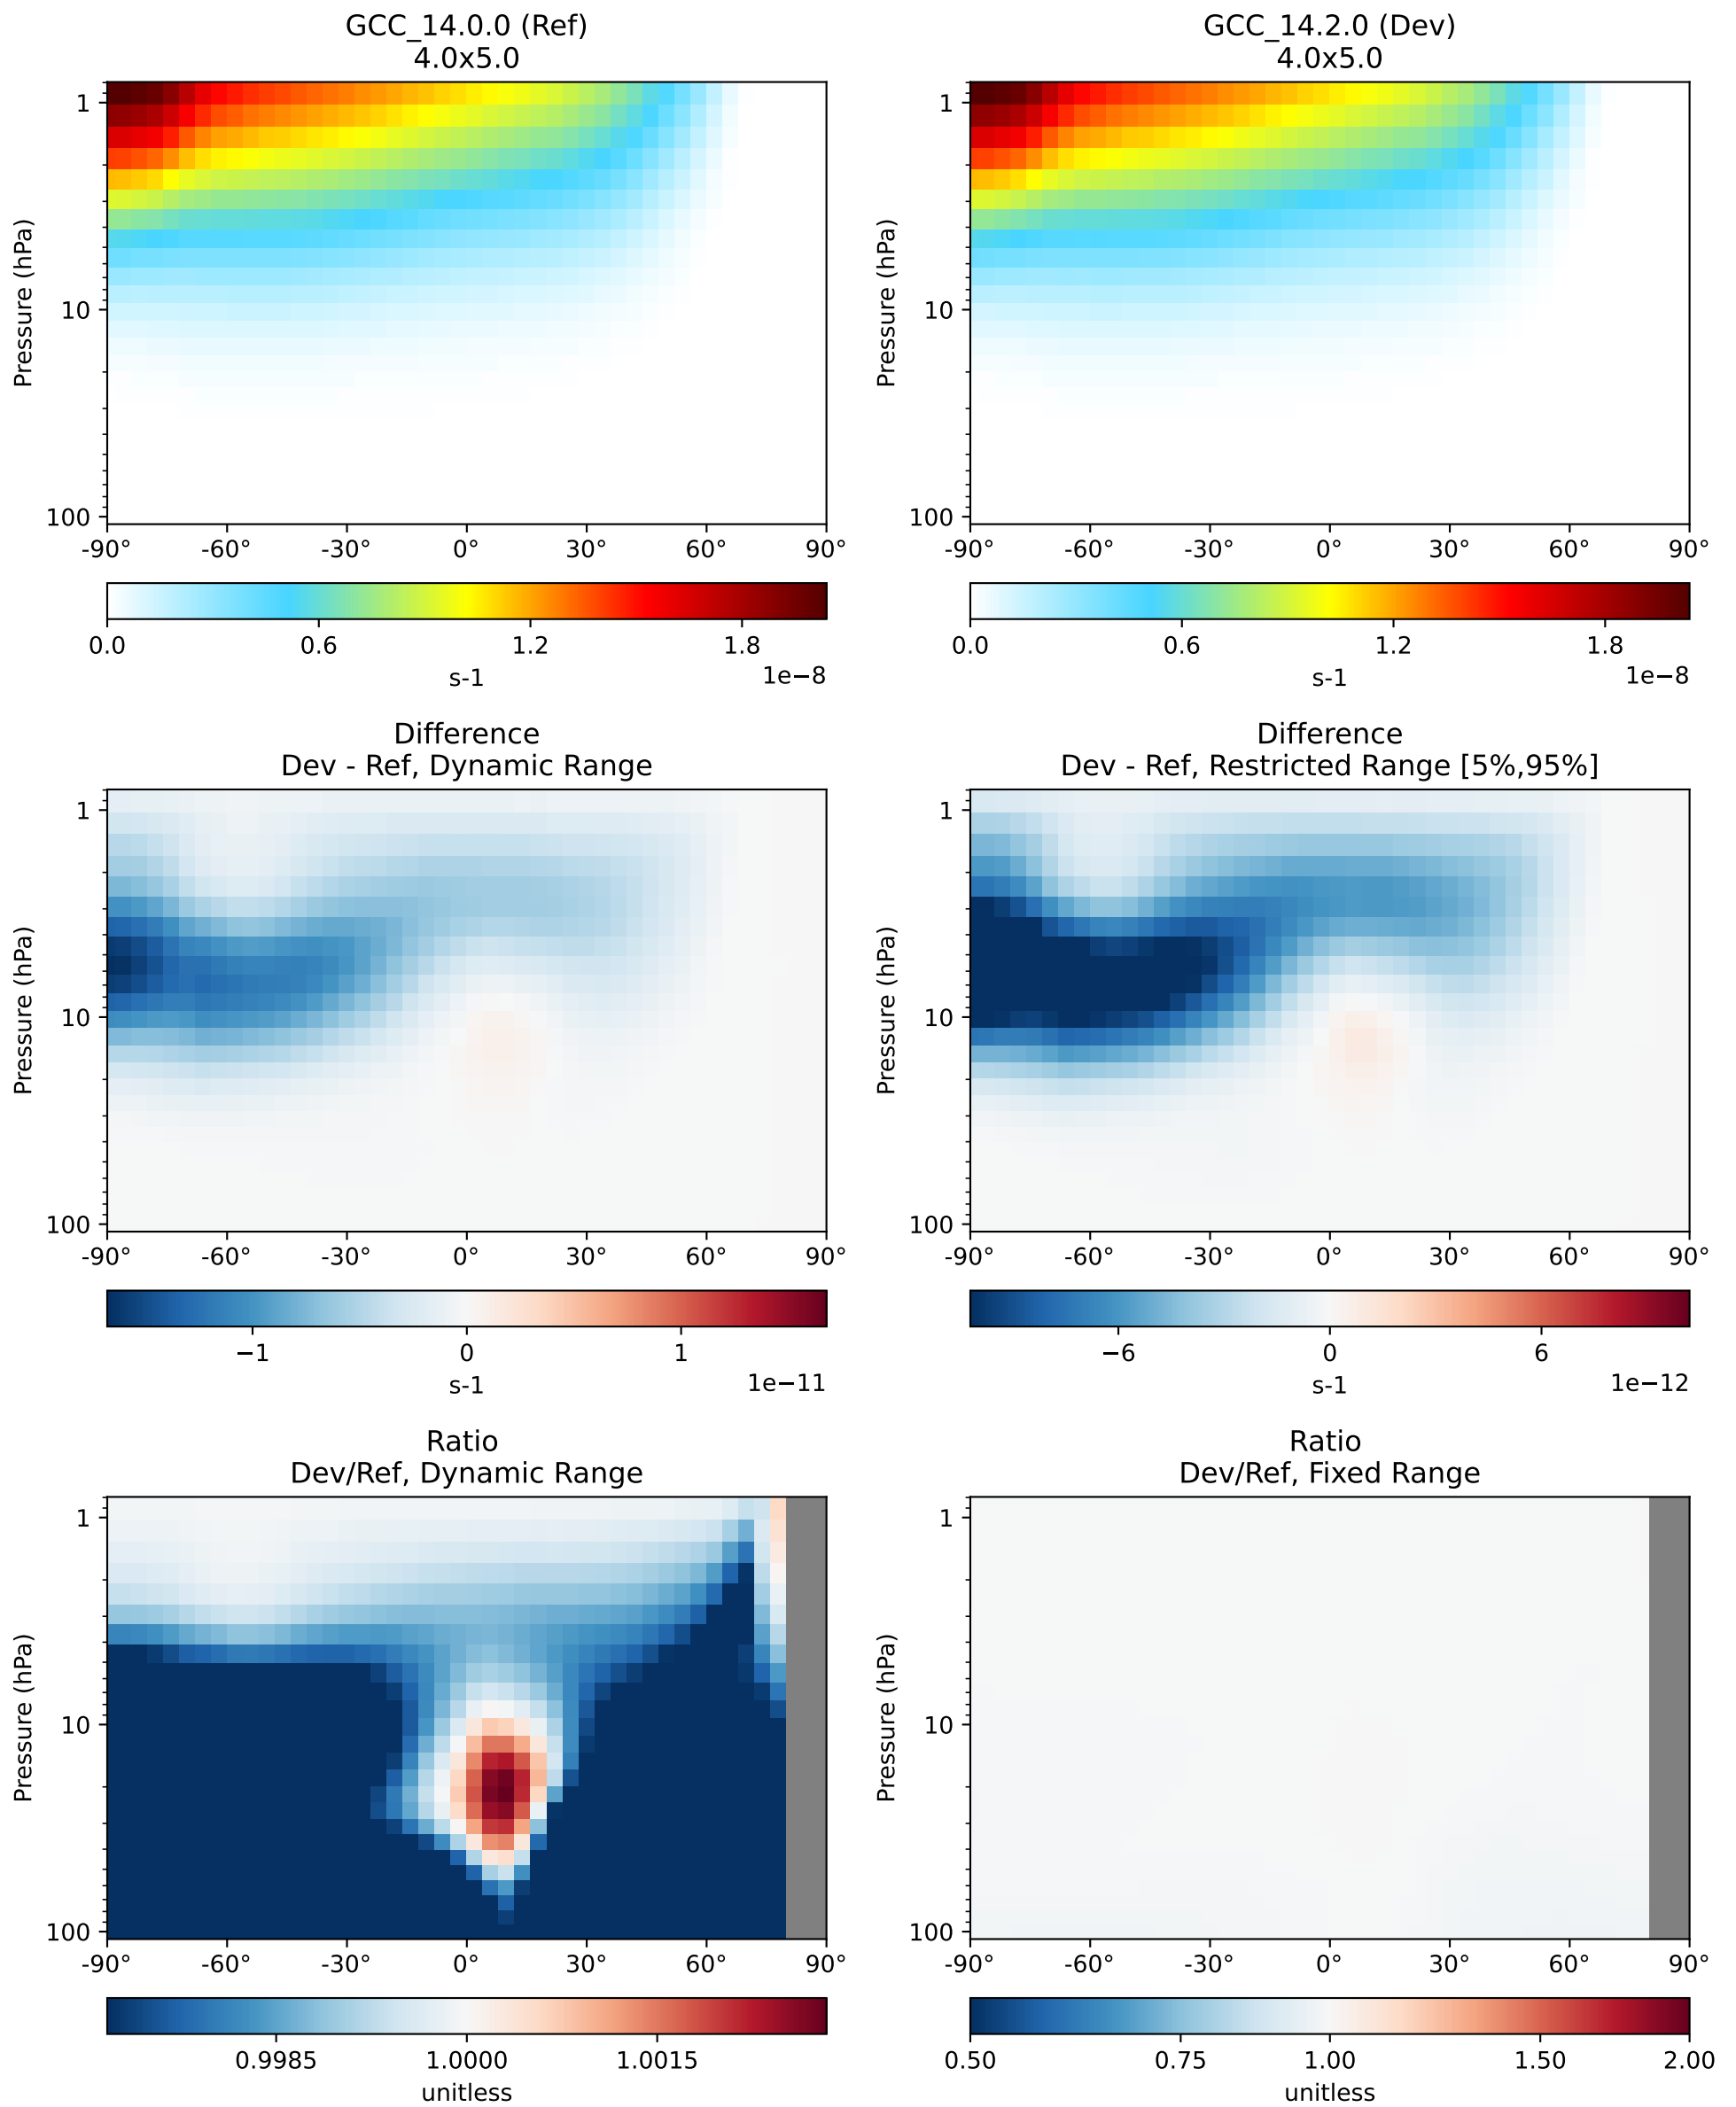 GCC_14.0.0 (Ref)
4.0x5.0
Pressure (hPa)
1
10
100
-90° -60° -30° 0° 30° 60° 90°
0.0 0.6 1.2 1.8
s-1
1e−8
GCC_14.2.0 (Dev)
4.0x5.0
Pressure (hPa)
1
10
100
-90° -60° -30° 0° 30° 60° 90°
0.0 0.6 1.2 1.8
s-1
1e−8
Difference
Dev - Ref, Dynamic Range
Pressure (hPa)
1
10
100
-90° -60° -30° 0° 30° 60° 90°
−1 0 1
s-1
1e−11
Difference
Dev - Ref, Restricted Range [5%,95%]
Pressure (hPa)
1
10
100
-90° -60° -30° 0° 30° 60° 90°
−6 0 6
s-1
1e−12
Ratio
Dev/Ref, Dynamic Range
Pressure (hPa)
1
10
100
-90° -60° -30° 0° 30° 60° 90°
0.9985 1.0000 1.0015
unitless
Ratio
Dev/Ref, Fixed Range
Pressure (hPa)
1
10
100
-90° -60° -30° 0° 30° 60° 90°
0.50 0.75 1.00 1.50 2.00
unitless